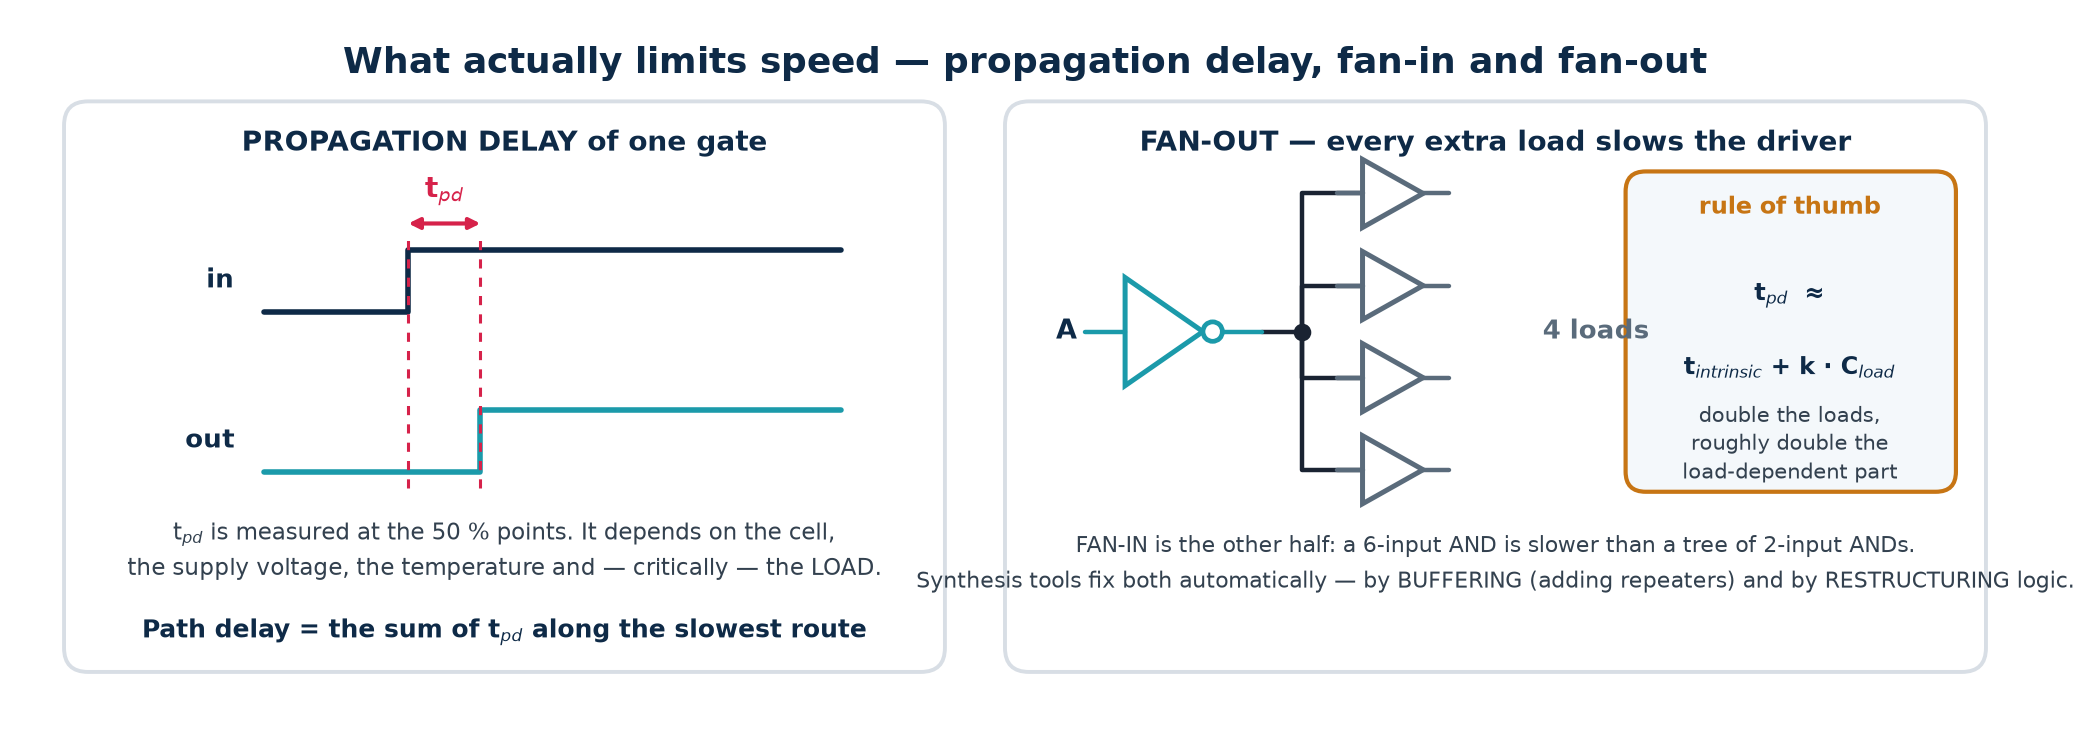 What actually limits speed — propagation delay, fan-in and fan-out
PROPAGATION DELAY of one gate
t_pd
in
out
t_pd is measured at the 50 % points. It depends on the cell,
the supply voltage, the temperature and — critically — the LOAD.
Path delay = the sum of t_pd along the slowest route
FAN-OUT — every extra load slows the driver
A
4 loads
rule of thumb
t_pd ≈
t_intrinsic + k · C_load
double the loads,
roughly double the
load-dependent part
FAN-IN is the other half: a 6-input AND is slower than a tree of 2-input ANDs.
Synthesis tools fix both automatically — by BUFFERING (adding repeaters) and by RESTRUCTURING logic.